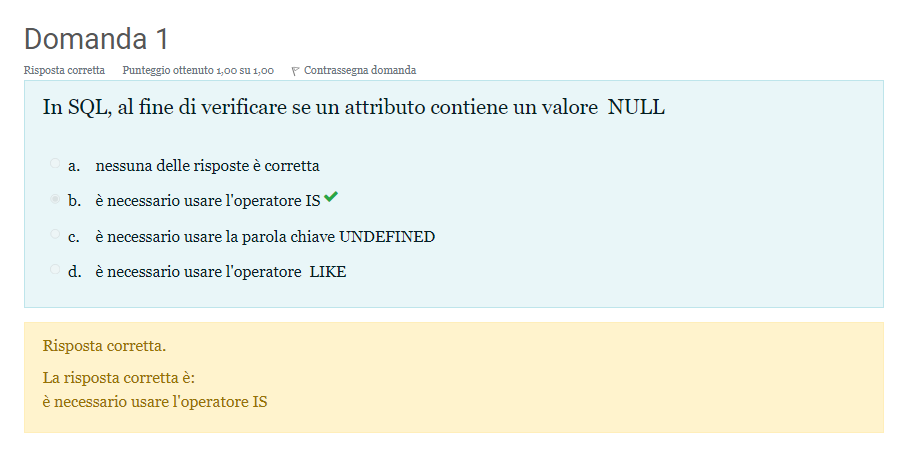 Domanda 1
Risposta corretta Punteggio ottenuto 1,00 su 1,00 Contrassegna domanda
In SQL, al fine di verificare se un attributo contiene un valore NULL
a. nessuna delle risposte è corretta
b. è necessario usare l'operatore IS
c. è necessario usare la parola chiave UNDEFINED
d. è necessario usare l'operatore LIKE
Risposta corretta.
La risposta corretta è:
è necessario usare l'operatore IS